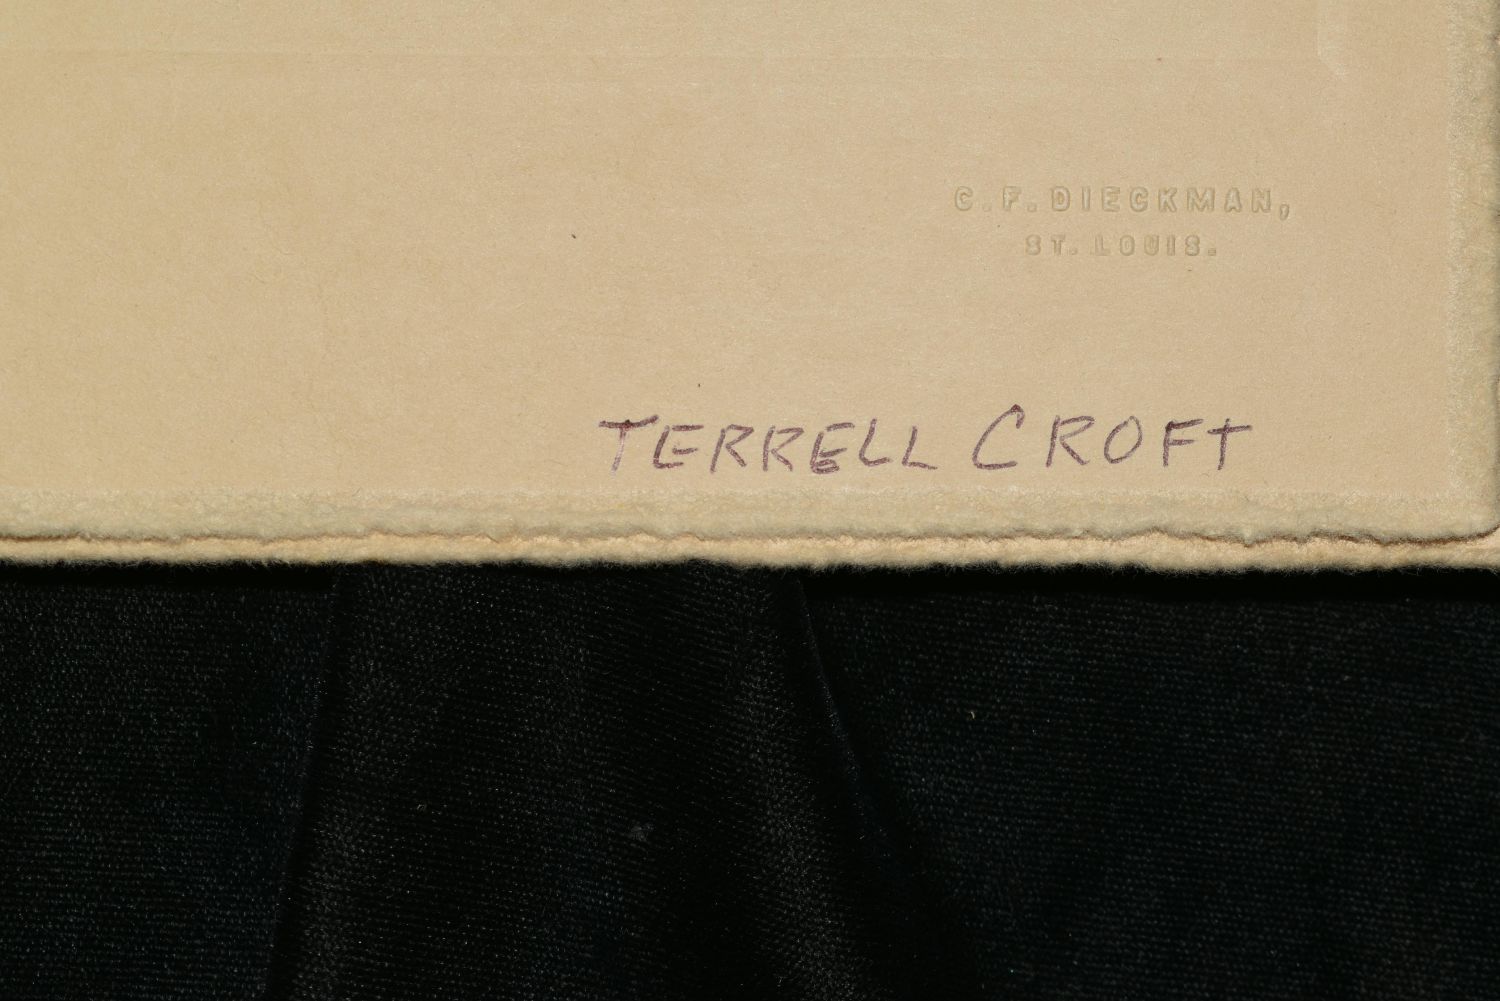 C. F. DIECKMAN,
ST. LOUIS.
TERRELL CROFT